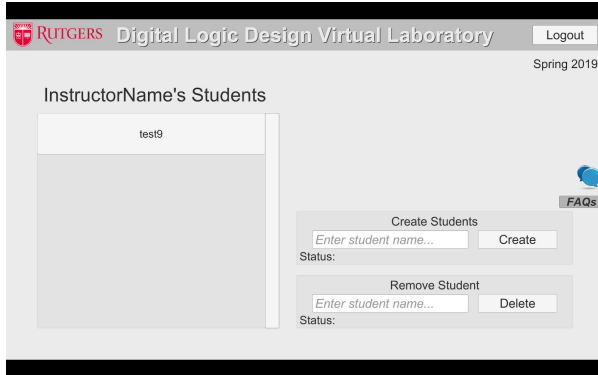 RUTGERS Digital Logic Design Virtual Laboratory Logout
Spring 2019
InstructorName's Students
test9
FAQs
Create Students
Enter student name... Create
Status:
Remove Student
Enter student name... Delete
Status: